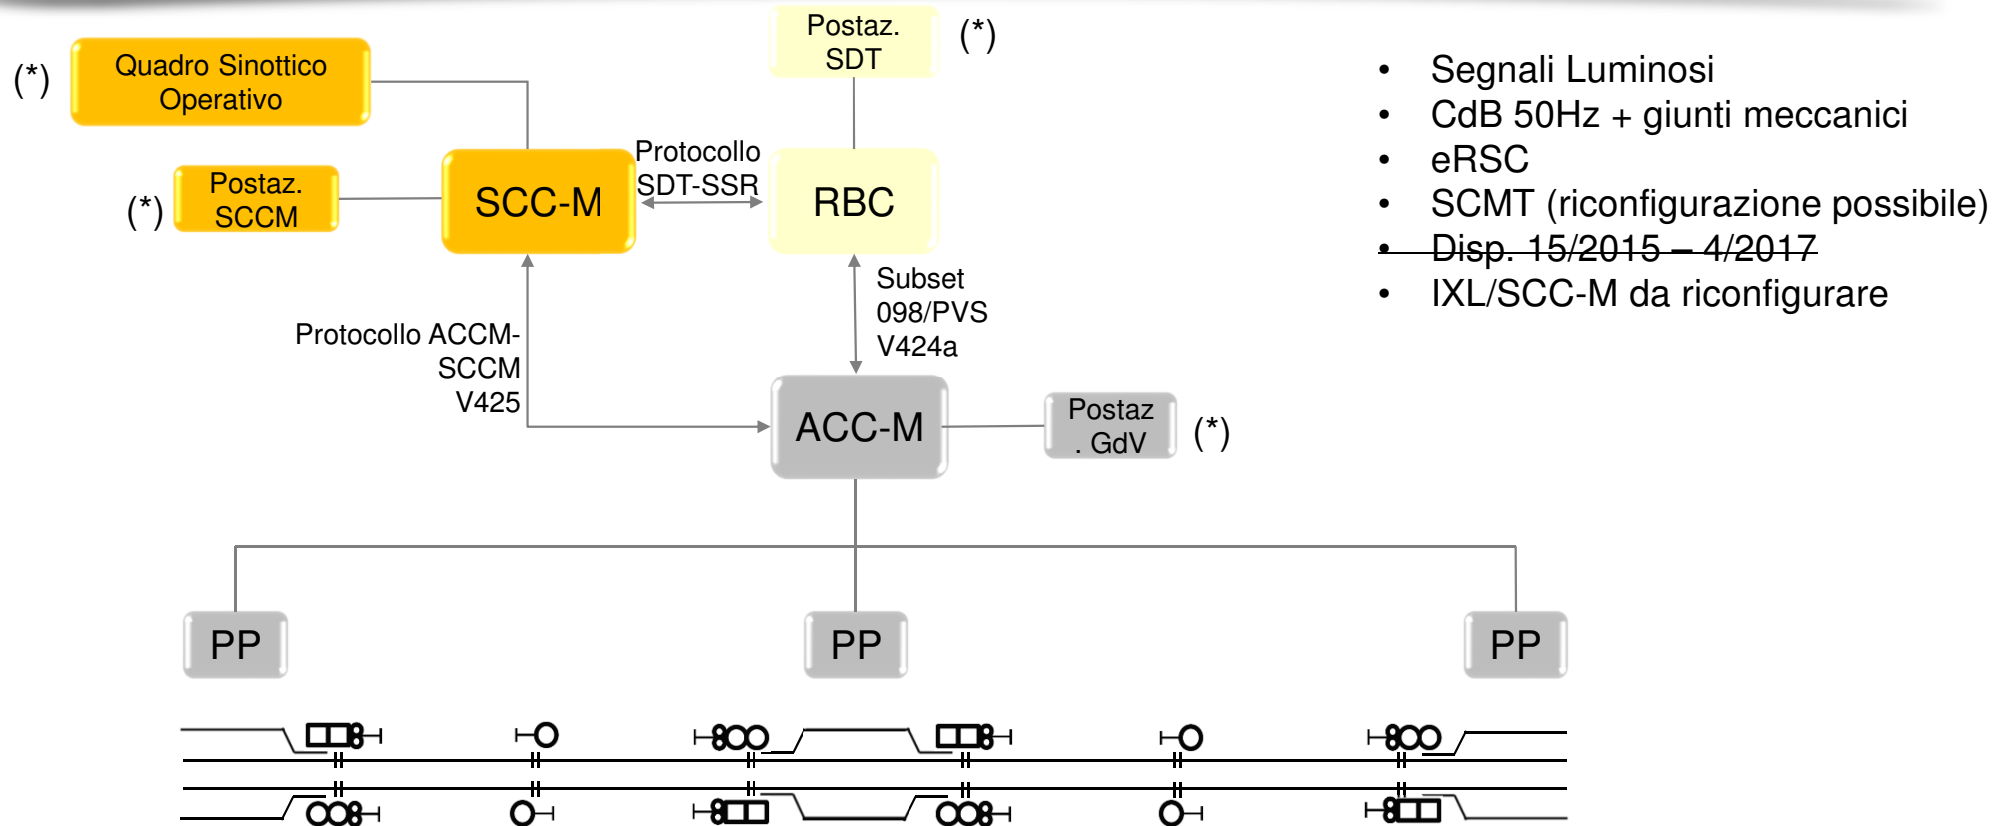 Postaz.
SDT
(*)
(*)
Quadro Sinottico
Operativo
Protocollo
SDT-SSR
(*)
Postaz.
SCCM
SCC-M
RBC
Subset
098/PVS
V424a
Protocollo ACCM-
SCCM
V425
ACC-M
Postaz
. GdV
(*)
PP
PP
PP
• Segnali Luminosi
• CdB 50Hz + giunti meccanici
• eRSC
• SCMT (riconfigurazione possibile)
• Disp. 15/2015 – 4/2017
• IXL/SCC-M da riconfigurare